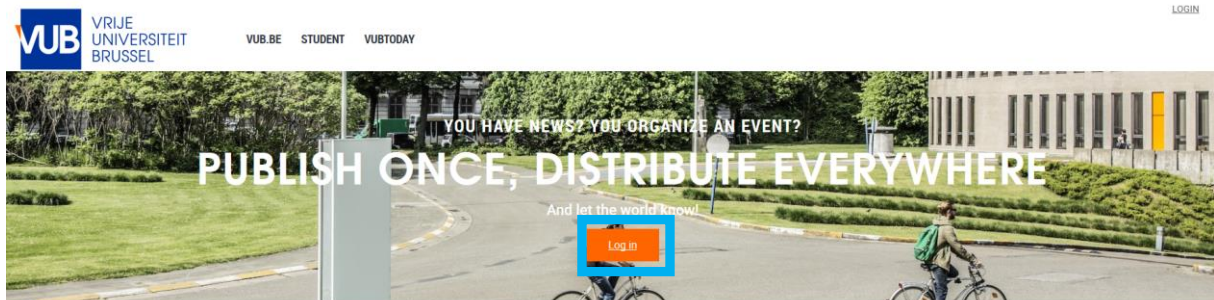 LOGIN
VUB
VRIJE
UNIVERSITEIT
BRUSSEL
VUB.BE STUDENT VUBTODAY
YOU HAVE NEWS? YOU ORGANIZE AN EVENT?
PUBLISH ONCE, DISTRIBUTE EVERYWHERE
And let the world know!
Log in